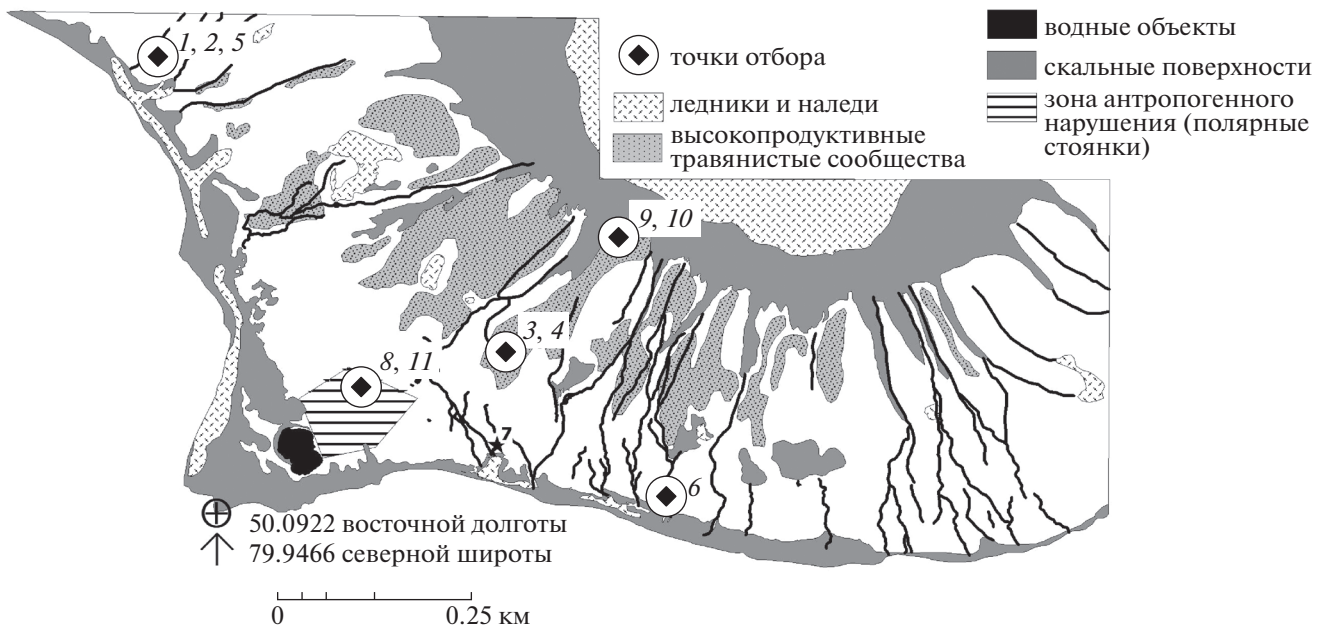 1, 2, 5
точки отбора
ледники и наледи
высокопродуктивные
травянистые сообщества
водные объекты
скальные поверхности
зона антропогенного
нарушения (полярные
стоянки)
9, 10
3, 4
8, 11
7
6
50.0922 восточной долготы
79.9466 северной широты
0 0.25 км